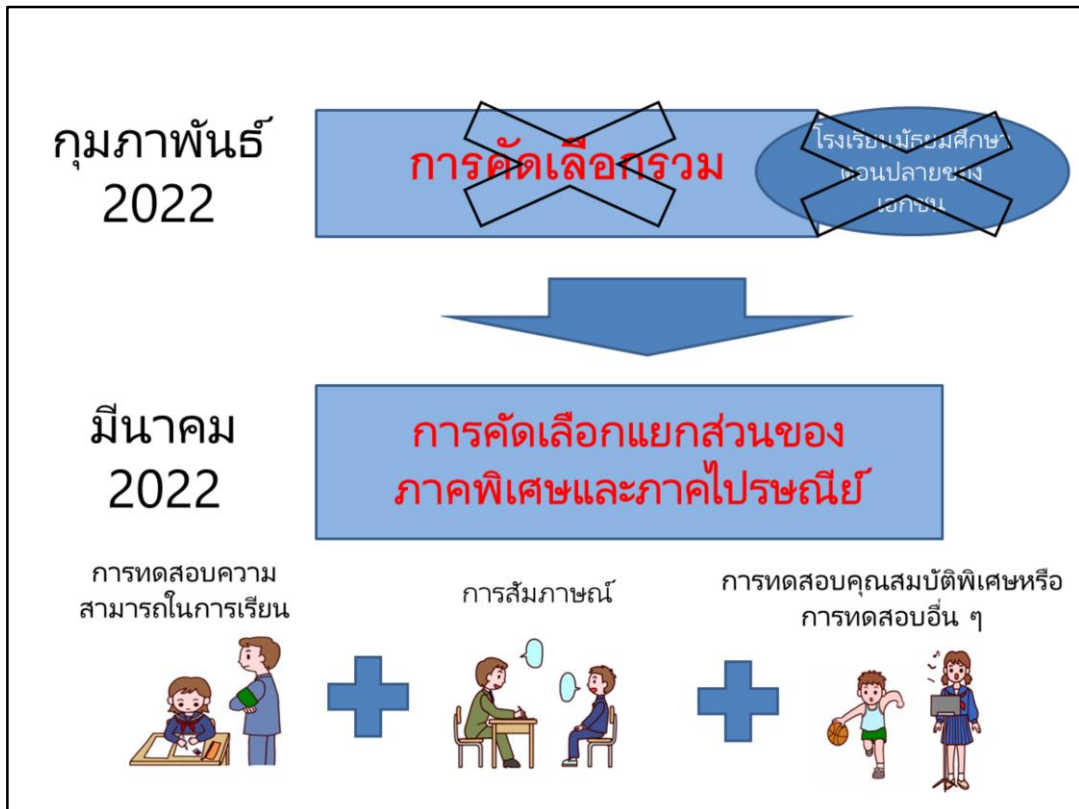 กุมภาพันธ์
2022
การคัดเลือกรวม
โรงเรียนมัธยมศึกษา
ตอนปลายของ
เอกชน
มีนาคม
2022
การคัดเลือกแยกส่วนของ
ภาคพิเศษและภาคไปรษณีย์
การทดสอบความ
สามารถในการเรียน
การสัมภาษณ์
การทดสอบคุณสมบัติพิเศษหรือ
การทดสอบอื่น ๆ